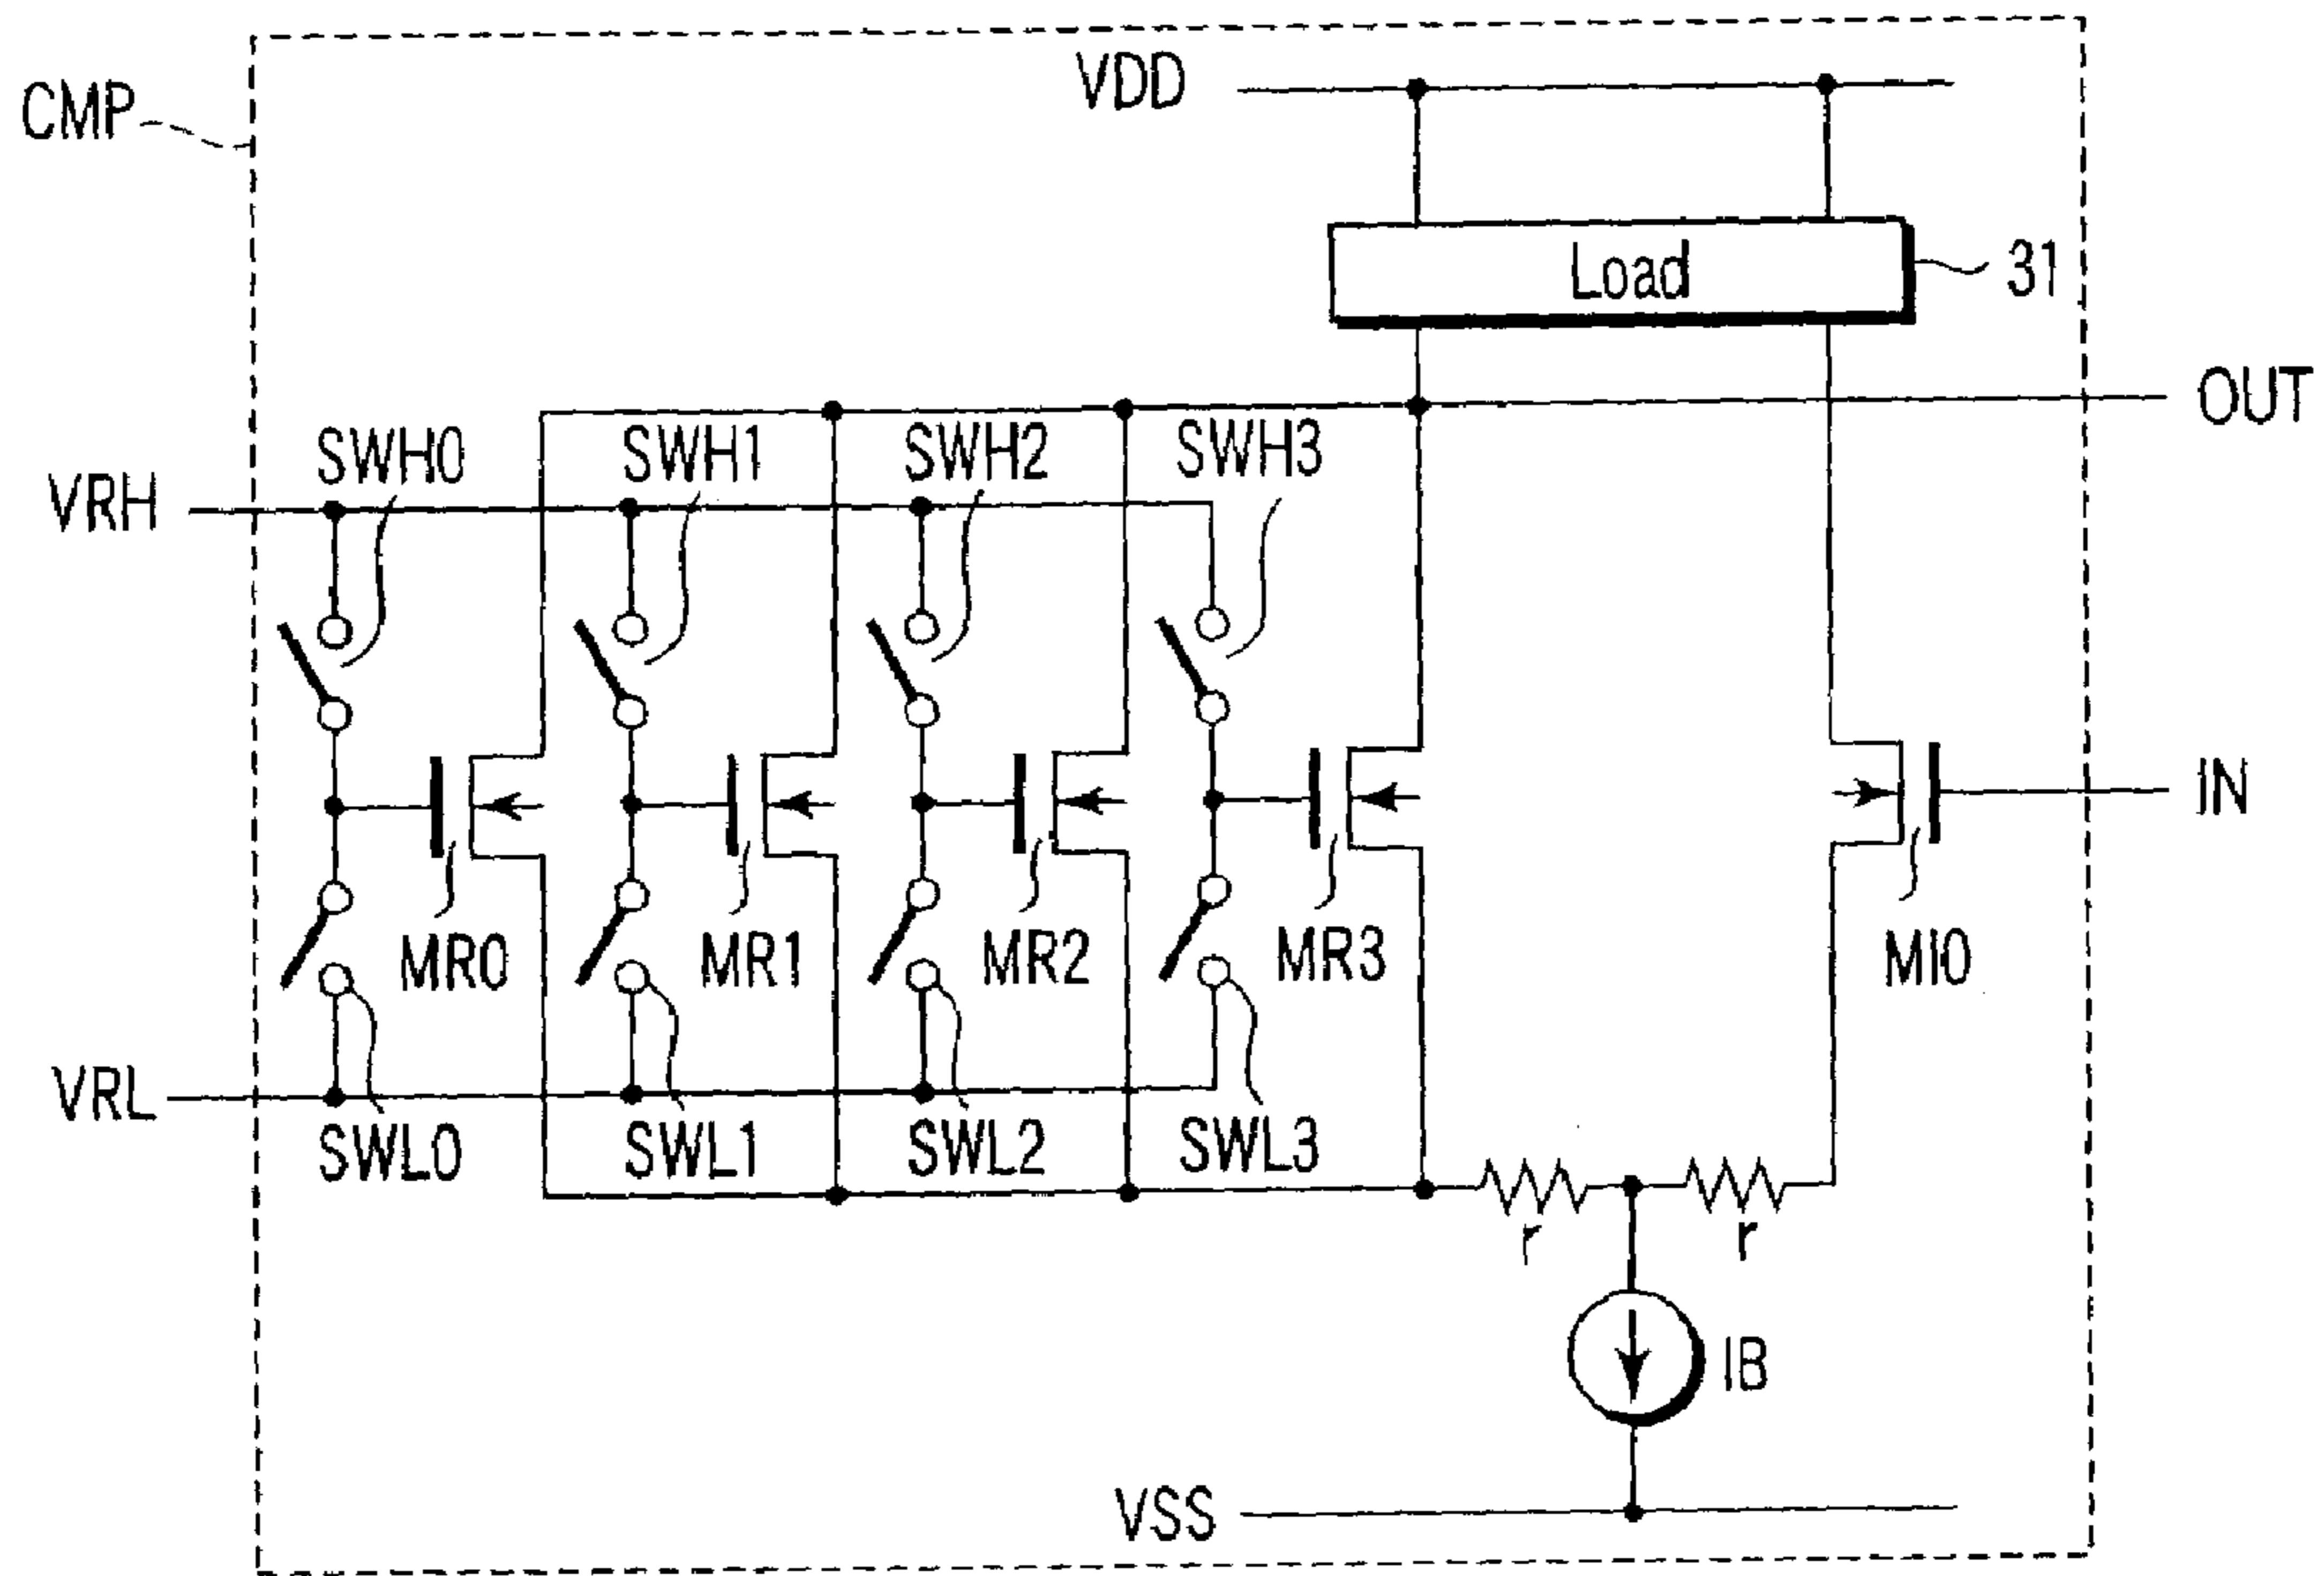 CMP
VDD
Load
31
OUT
SWH0
SWH1
SWH2
SWH3
VRH
IN
MR0
MR1
MR2
MR3
MI0
VRL
SWL0
SWL1
SWL2
SWL3
r
r
IB
VSS